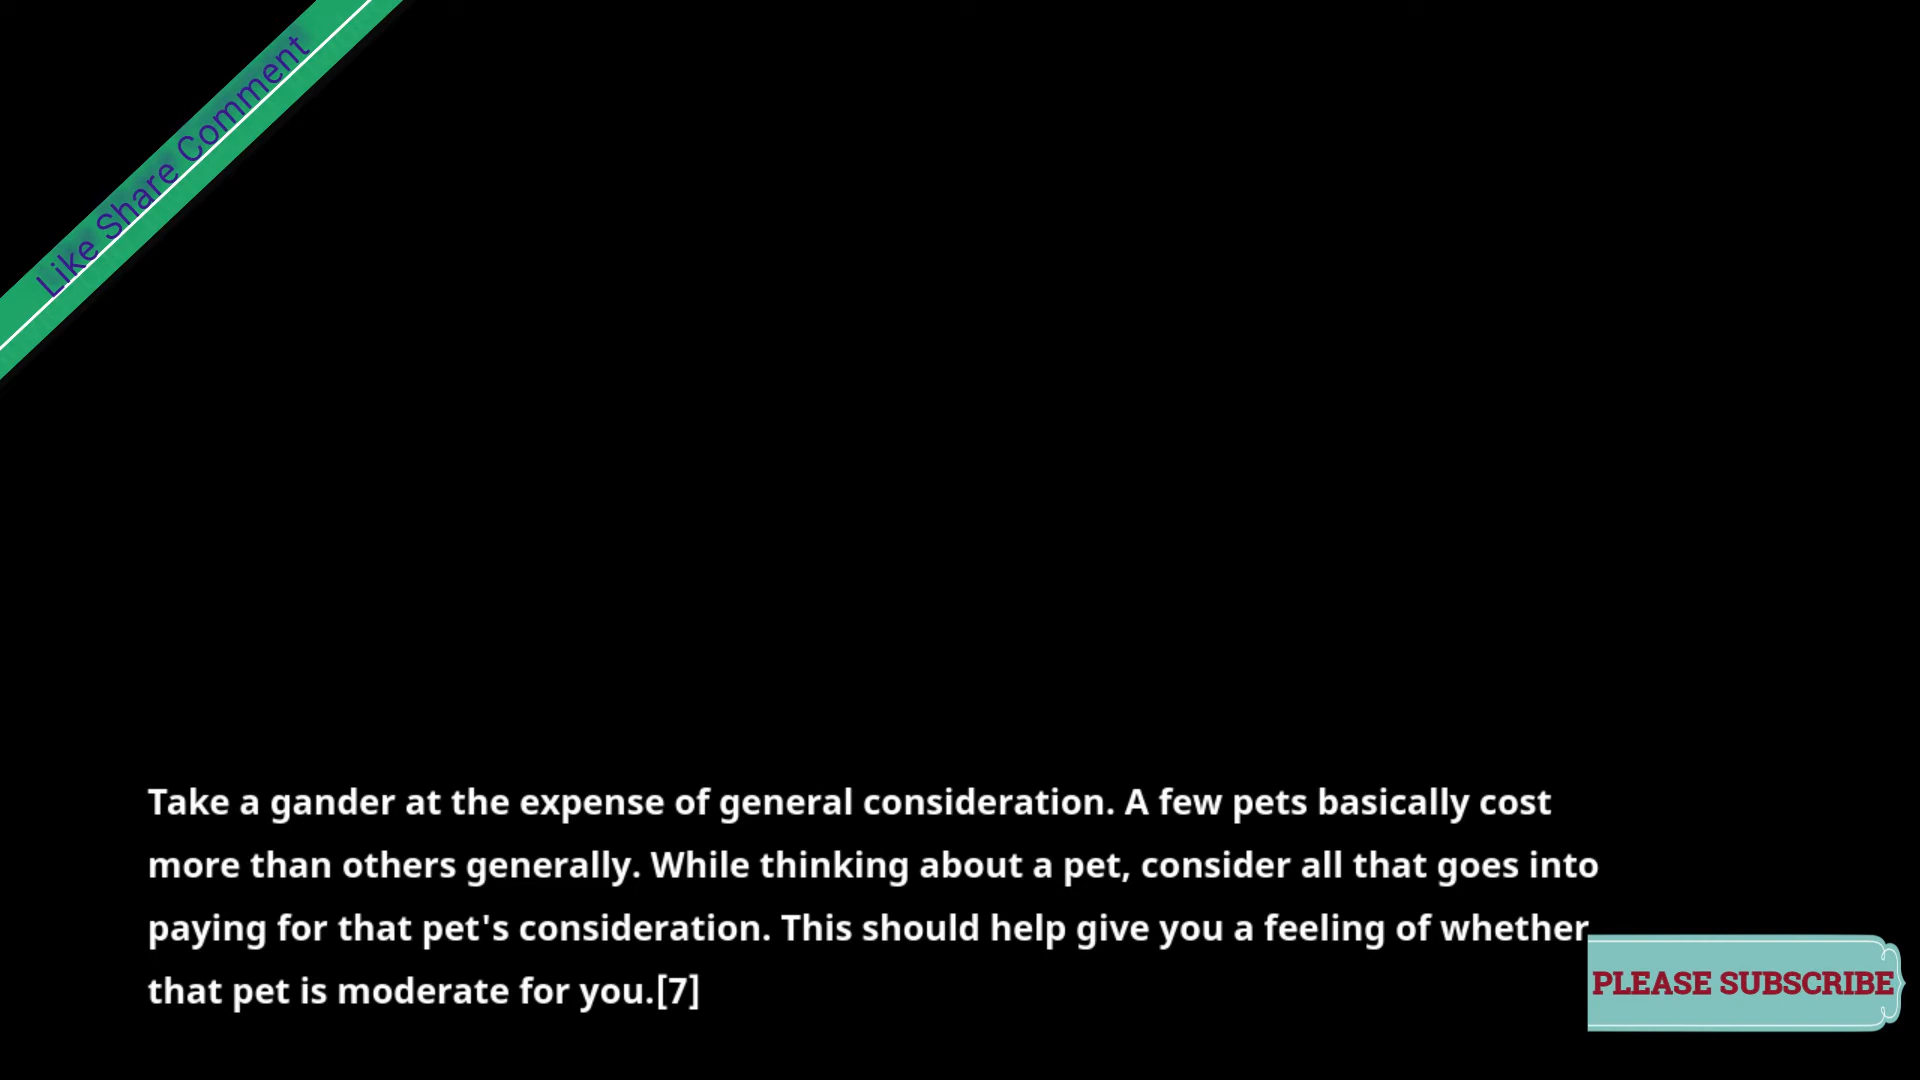 Like Share Comment
Take a gander at the expense of general consideration. A few pets basically cost
more than others generally. While thinking about a pet, consider all that goes into
paying for that pet's consideration. This should help give you a feeling of whether
that pet is moderate for you.[7]
PLEASE SUBSCRIBE